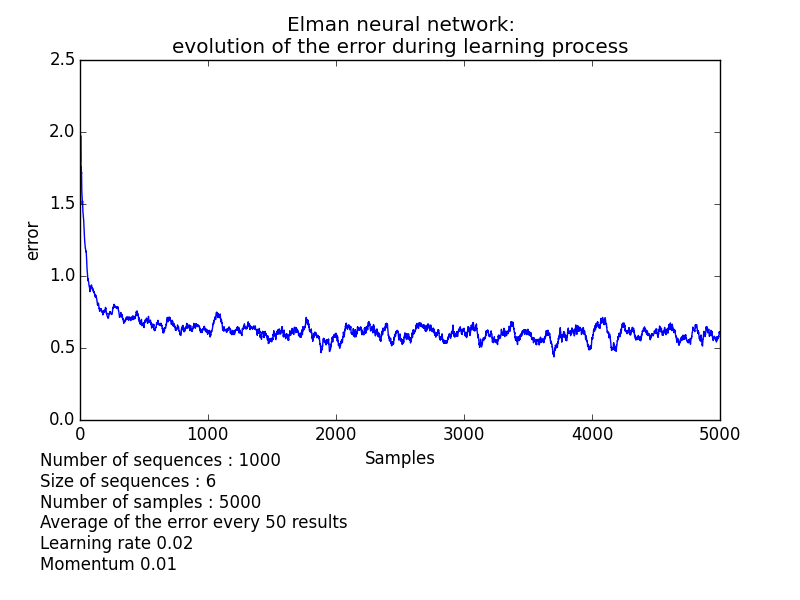 Elman neural network:
evolution of the error during learning process
2.5
2.0
1.5
1.0
0.5
0.0
error
0 1000 2000 3000 4000 5000
Samples
Number of sequences : 1000
Size of sequences : 6
Number of samples : 5000
Average of the error every 50 results
Learning rate 0.02
Momentum 0.01